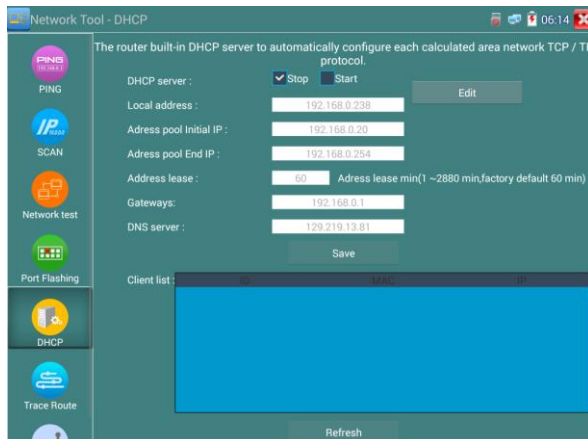 Network Tool - DHCP
06:14
The router built-in DHCP server to automatically configure each calculated area network TCP /
protocol.
PING
PING
DHCP server :
Stop
Start
Edit
Local address :
192.168.0.238
Adress pool Initial IP :
192.168.0.20
IP
SCAN
Adress pool End IP :
192.168.0.254
Address lease :
60
Adress lease min(1 ~2880 min,factory default 60 min)
Gateways:
192.168.0.1
Network test
DNS server :
129.219.13.81
Save
Port Flashing
Client list :
ID
MAC
IP
DHCP
Trace Route
Refresh